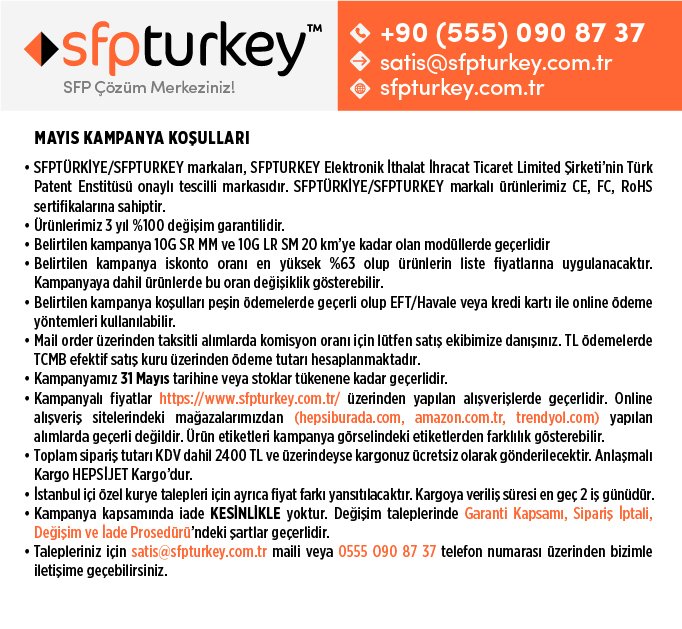 sfpturkey™
SFP Çözüm Merkeziniz!
+90 (555) 090 87 37
satis@sfpturkey.com.tr
sfpturkey.com.tr
MAYIS KAMPANYA KOŞULLARI
• SFPTÜRKİYE/SFPTURKEY markaları, SFPTURKEY Elektronik İthalat İhracat Ticaret Limited Şirketi’nin Türk
Patent Enstitüsü onaylı tescilli markasıdır. SFPTÜRKİYE/SFPTURKEY markalı ürünlerimiz CE, FC, RoHS
sertifikalarına sahiptir.
• Ürünlerimiz 3 yıl %100 değişim garantilidir.
• Belirtilen kampanya 10G SR MM ve 10G LR SM 20 km’ye kadar olan modüllerde geçerlidir
• Belirtilen kampanya iskonto oranı en yüksek %63 olup ürünlerin liste fiyatlarına uygulanacaktır.
Kampanyaya dahil ürünlerde bu oran değişiklik gösterebilir.
• Belirtilen kampanya koşulları peşin ödemelerde geçerli olup EFT/Havale veya kredi kartı ile online ödeme
yöntemleri kullanılabilir.
• Mail order üzerinden taksitli alımlarda komisyon oranı için lütfen satış ekibimize danışınız. TL ödemelerde
TCMB efektif satış kuru üzerinden ödeme tutarı hesaplanmaktadır.
• Kampanyamız 31 Mayıs tarihine veya stoklar tükenene kadar geçerlidir.
• Kampanyalı fiyatlar https://www.sfpturkey.com.tr/ üzerinden yapılan alışverişlerde geçerlidir. Online
alışveriş sitelerindeki mağazalarımızdan (hepsiburada.com, amazon.com.tr, trendyol.com) yapılan
alımlarda geçerli değildir. Ürün etiketleri kampanya görselindeki etiketlerden farklılık gösterebilir.
• Toplam sipariş tutarı KDV dahil 2400 TL ve üzerindeyse kargonuz ücretsiz olarak gönderilecektir. Anlaşmalı
Kargo HEPSİJET Kargo’dur.
• İstanbul içi özel kurye talepleri için ayrıca fiyat farkı yansıtılacaktır. Kargoya veriliş süresi en geç 2 iş günüdür.
• Kampanya kapsamında iade KESİNLİKLE yoktur. Değişim taleplerinde Garanti Kapsamı, Sipariş İptali,
Değişim ve İade Prosedürü’ndeki şartlar geçerlidir.
• Talepleriniz için satis@sfpturkey.com.tr maili veya 0555 090 87 37 telefon numarası üzerinden bizimle
iletişime geçebilirsiniz.